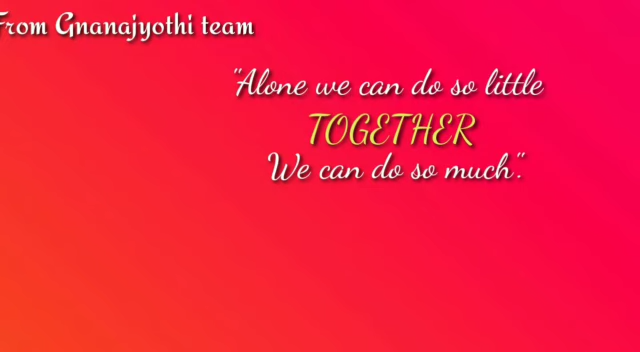 From Gnanajyothi team
"Alone we can do so little
TOGETHER
We can do so much".